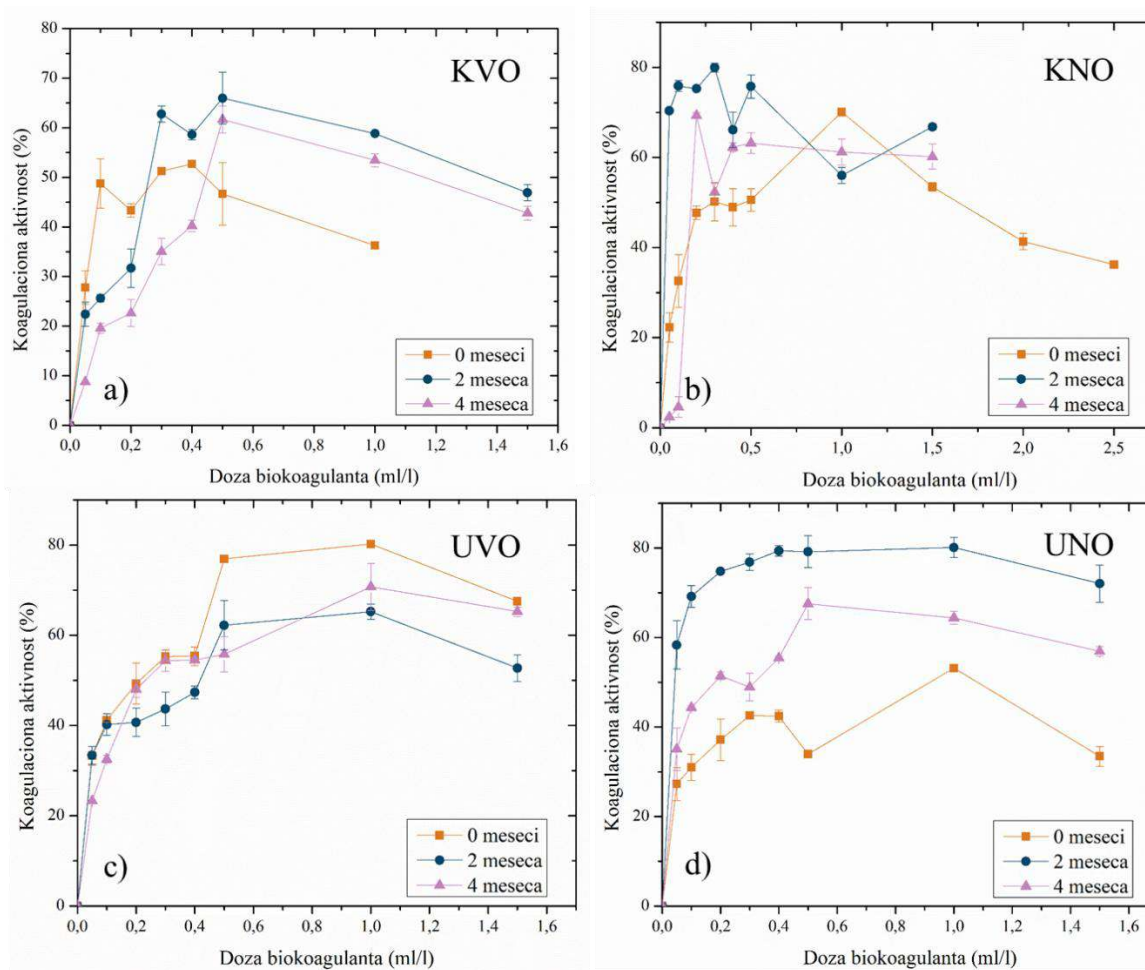 KVO
Koagulaciona aktivnost (%)
80
70
60
50
40
30
20
10
0
a)
0 meseci
2 meseca
4 meseca
0,0 0,2 0,4 0,6 0,8 1,0 1,2 1,4 1,6
Doza biokoagulanta (ml/l)
KNO
Koagulaciona aktivnost (%)
80
60
40
20
0
b)
0 meseci
2 meseca
4 meseca
0,0 0,5 1,0 1,5 2,0 2,5
Doza biokoagulanta (ml/l)
UVO
Koagulaciona aktivnost (%)
80
60
40
20
0
c)
0 meseci
2 meseca
4 meseca
0,0 0,2 0,4 0,6 0,8 1,0 1,2 1,4 1,6
Doza biokoagulanta (ml/l)
UNO
Koagulaciona aktivnost (%)
80
60
40
20
0
d)
0 meseci
2 meseca
4 meseca
0,0 0,2 0,4 0,6 0,8 1,0 1,2 1,4 1,6
Doza biokoagulanta (ml/l)